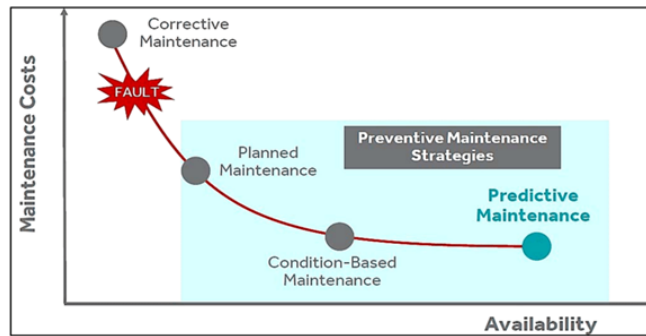 Corrective
Maintenance
FAULT
Maintenance Costs
Planned
Maintenance
Preventive Maintenance
Strategies
Predictive
Maintenance
Condition-Based
Maintenance
Availability